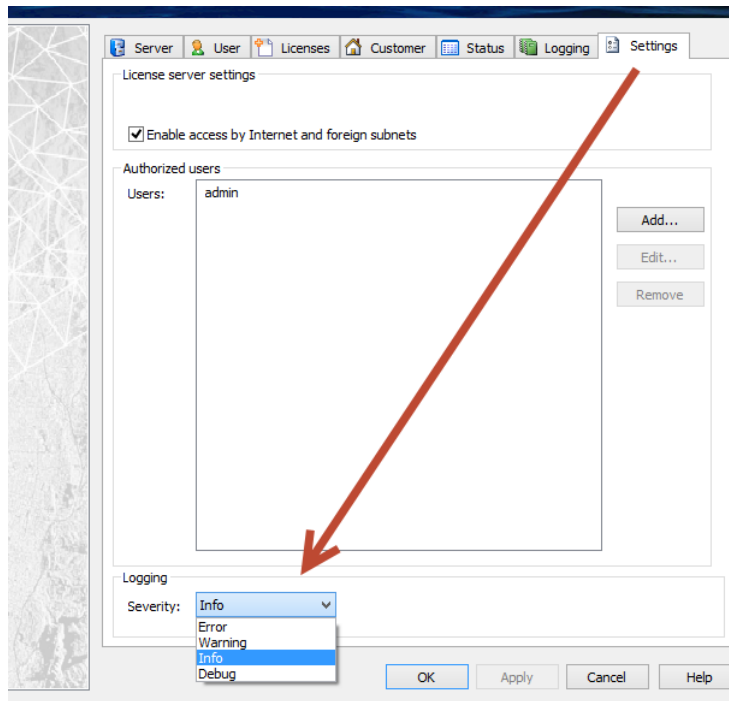 Server User Licenses Customer Status Logging Settings
License server settings
Enable access by Internet and foreign subnets
Authorized users
Users: admin
Add...
Edit...
Remove
Logging
Severity: Info
Error
Warning
Info
Debug
OK Apply Cancel Help